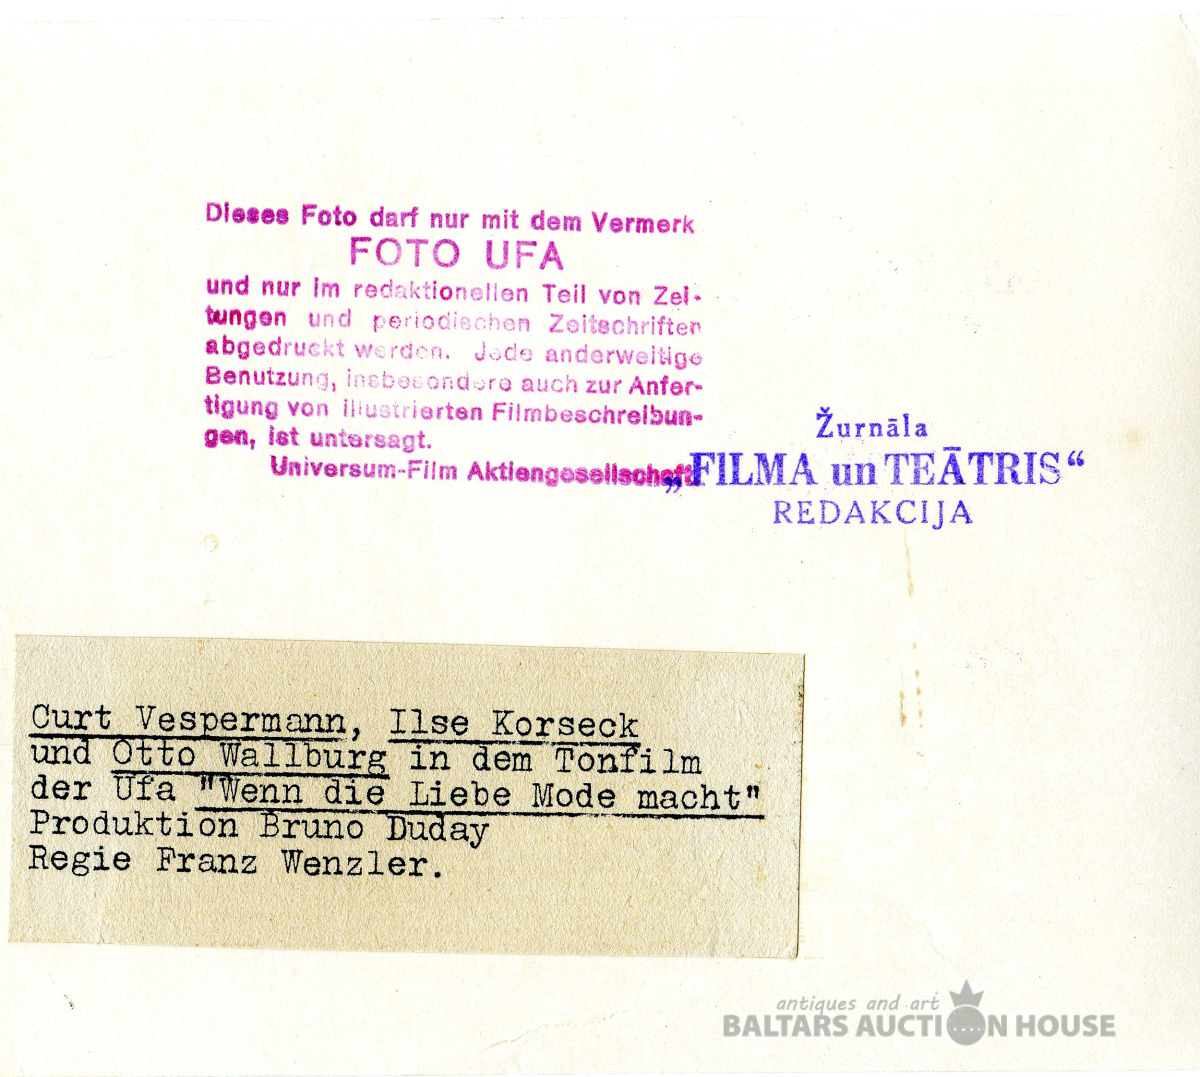 Dieses Foto darf nur mit dem Vermerk
FOTO UFA
und nur im redaktionellen Teil von Zei-
tungen und periodischen Zeitschriften
abgedruckt werden. Jede anderweitige
Benutzung, insbesondere auch zur Anfer-
tigung von illustrierten Filmbeschreibun-
gen, ist untersagt.
Universum-Film Aktiengesellschaft
Žurnāla
„FILMA un TEĀTRIS“
REDAKCIJA
Curt Vespermann, Ilse Korseck
und Otto Wallburg in dem Tonfilm
der Ufa "Wenn die Liebe Mode macht"
Produktion Bruno Duday
Regie Franz Wenzler.
antiques and art
BALTARS AUCTION HOUSE